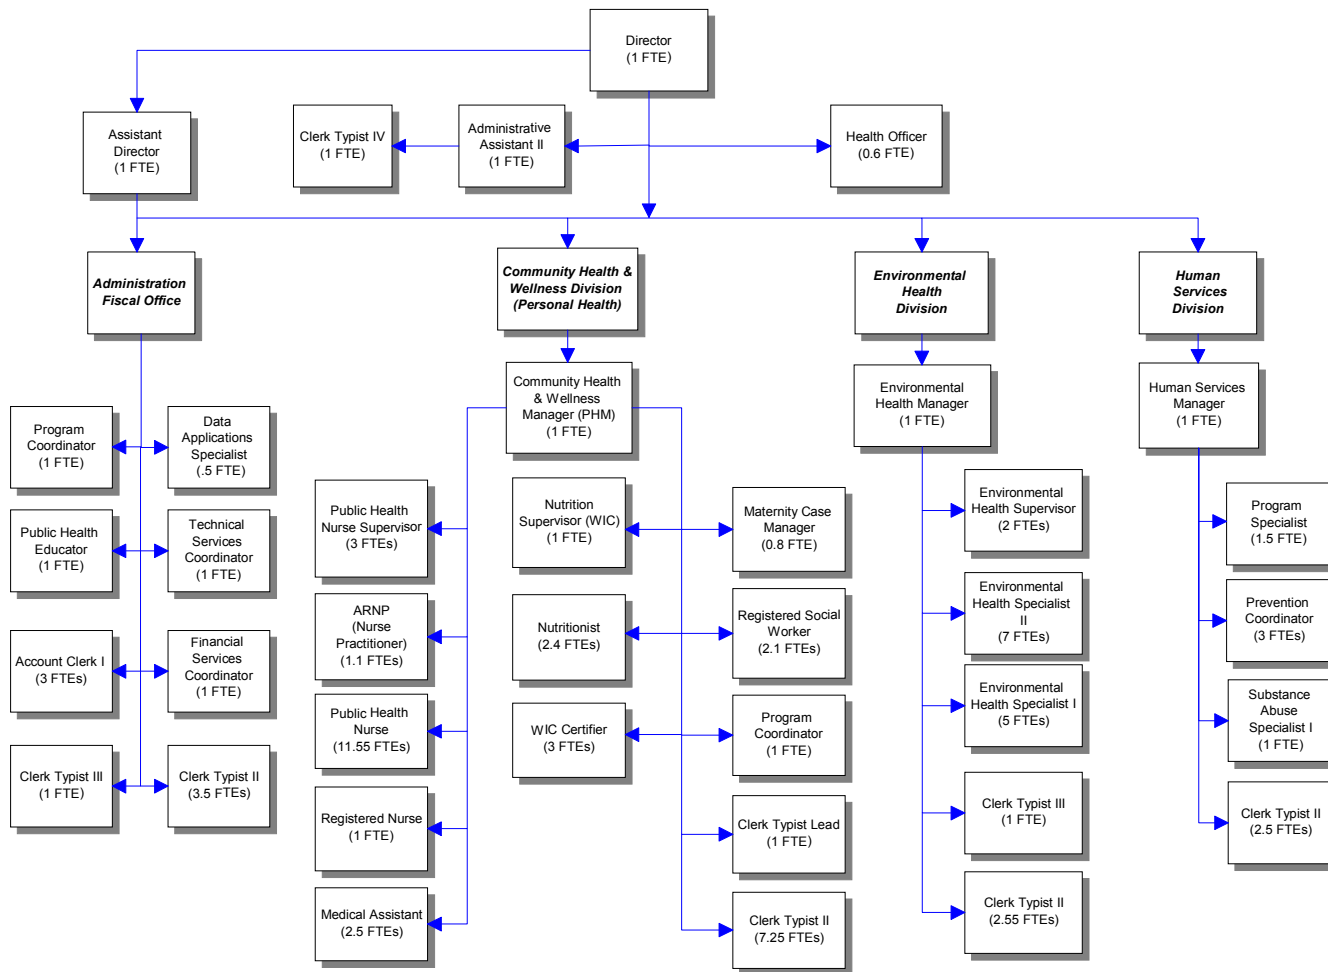 Director
(1 FTE)
Assistant
Director
(1 FTE)
Clerk Typist IV
(1 FTE)
Administrative
Assistant II
(1 FTE)
Health Officer
(0.6 FTE)
Administration
Fiscal Office
Community Health &
Wellness Division
(Personal Health)
Environmental
Health
Division
Human
Services
Division
Program
Coordinator
(1 FTE)
Data
Applications
Specialist
(.5 FTE)
Public Health
Educator
(1 FTE)
Technical
Services
Coordinator
(1 FTE)
Account Clerk I
(3 FTEs)
Financial
Services
Coordinator
(1 FTE)
Clerk Typist III
(1 FTE)
Clerk Typist II
(3.5 FTEs)
Community Health
& Wellness
Manager (PHM)
(1 FTE)
Public Health
Nurse Supervisor
(3 FTEs)
ARNP
(Nurse
Practitioner)
(1.1 FTEs)
Public Health
Nurse
(11.55 FTEs)
Registered Nurse
(1 FTE)
Medical Assistant
(2.5 FTEs)
Nutrition
Supervisor (WIC)
(1 FTE)
Nutritionist
(2.4 FTEs)
WIC Certifier
(3 FTEs)
Maternity Case
Manager
(0.8 FTE)
Registered Social
Worker
(2.1 FTEs)
Program
Coordinator
(1 FTE)
Clerk Typist Lead
(1 FTE)
Clerk Typist II
(7.25 FTEs)
Environmental
Health Manager
(1 FTE)
Environmental
Health Supervisor
(2 FTEs)
Environmental
Health Specialist
II
(7 FTEs)
Environmental
Health Specialist I
(5 FTEs)
Clerk Typist III
(1 FTE)
Clerk Typist II
(2.55 FTEs)
Human Services
Manager
(1 FTE)
Program
Specialist
(1.5 FTE)
Prevention
Coordinator
(3 FTEs)
Substance
Abuse
Specialist I
(1 FTE)
Clerk Typist II
(2.5 FTEs)